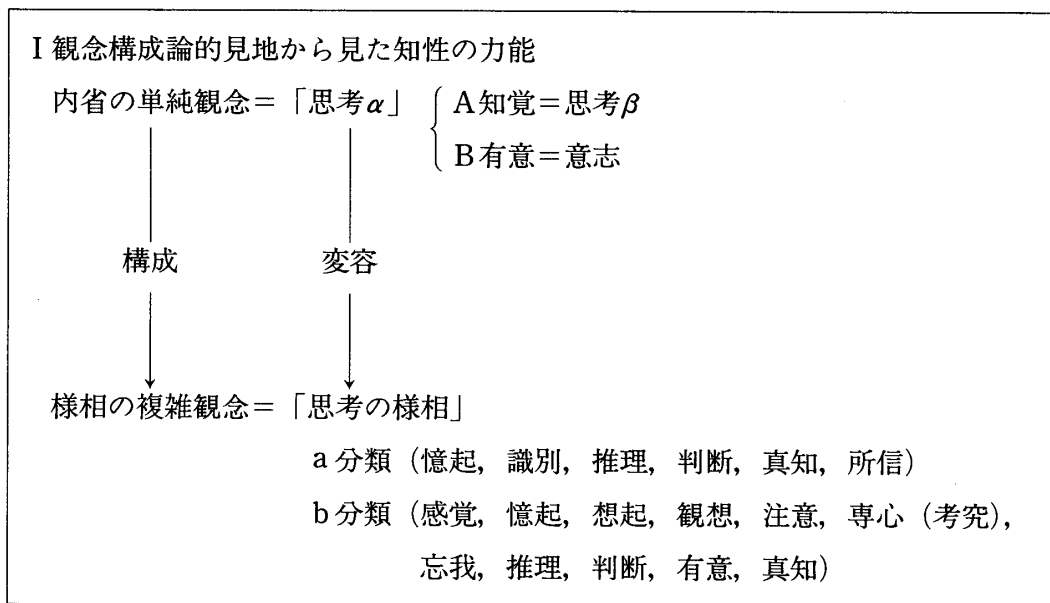 I 観念構成論的見地から見た知性の力能
内省の単純観念=「思考α」 A知覚=思考β
B有意=意志
構成 変容
様相の複雑観念=「思考の様相」
a分類(憶起,識別,推理,判断,真知,所信)
b分類(感覚,憶起,想起,観想,注意,専心(考究),
忘我,推理,判断,有意,真知)